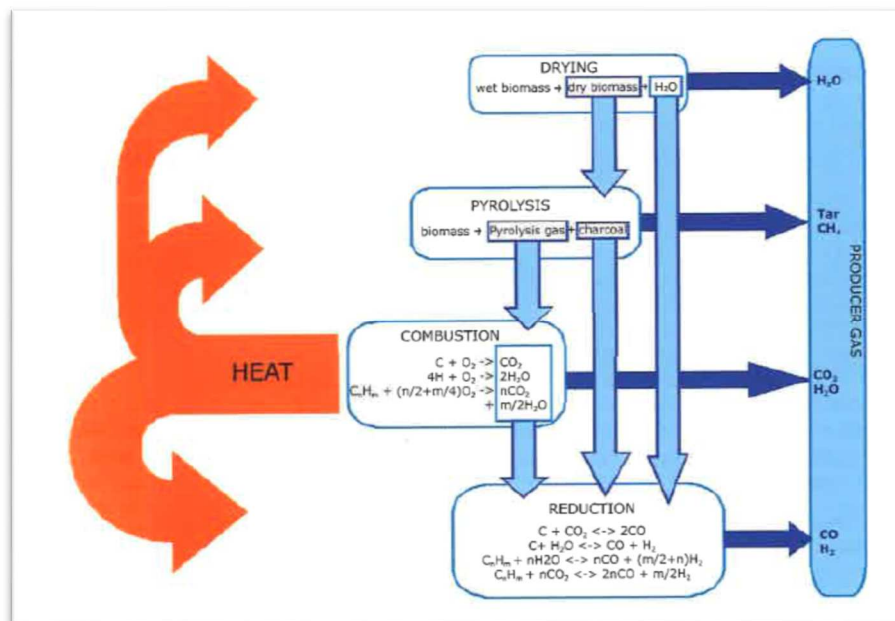 DRYING
wet biomass → dry biomass + H₂O
H₂O
PYROLYSIS
biomass → Pyrolysis gas + charcoal
Tar
CH₄
COMBUSTION
C + O₂ -> CO₂
4H + O₂ -> 2H₂O
CₙHₘ + (n/2+m/4)O₂ -> nCO₂
+ m/2H₂O
HEAT
CO₂
H₂O
PRODUCER GAS
REDUCTION
C + CO₂ <-> 2CO
C+ H₂O <-> CO + H₂
CₙHₘ + nH2O <-> nCO + (m/2+n)H₂
CₙHₘ + nCO₂ <-> 2nCO + m/2H₂
CO
H₂